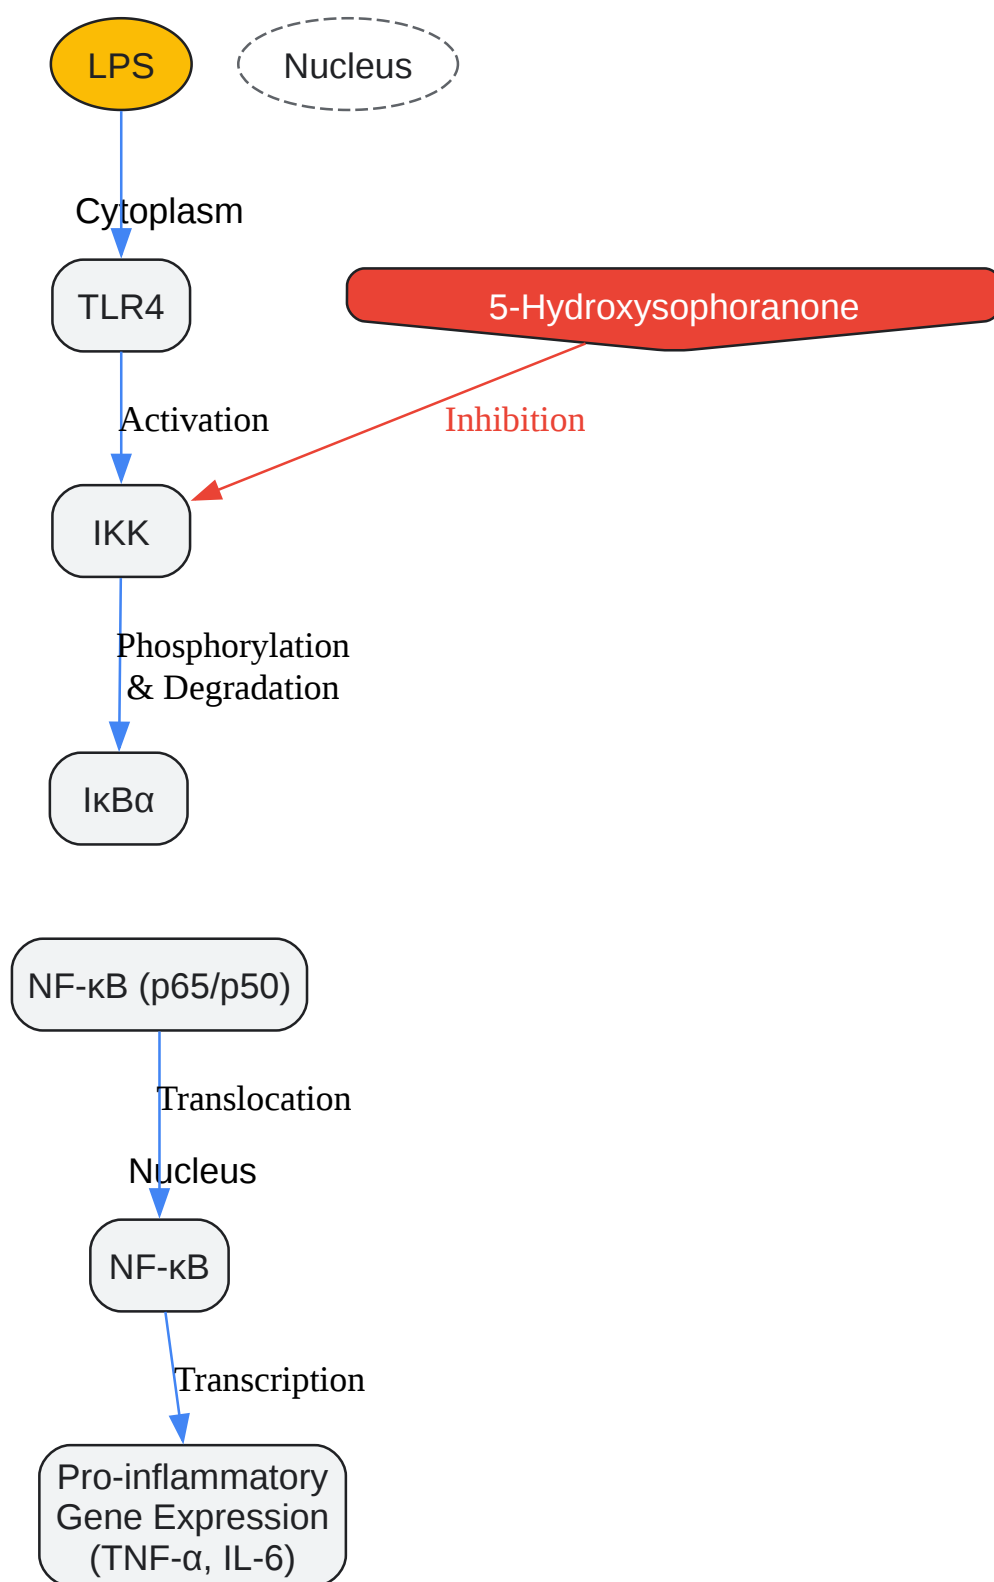 LPS
Nucleus
Cytoplasm
TLR4
5-Hydroxysophoranone
Activation
Inhibition
IKK
Phosphorylation
& Degradation
IκBα
NF-κB (p65/p50)
Translocation
Nucleus
NF-κB
Transcription
Pro-inflammatory
Gene Expression
(TNF-α, IL-6)